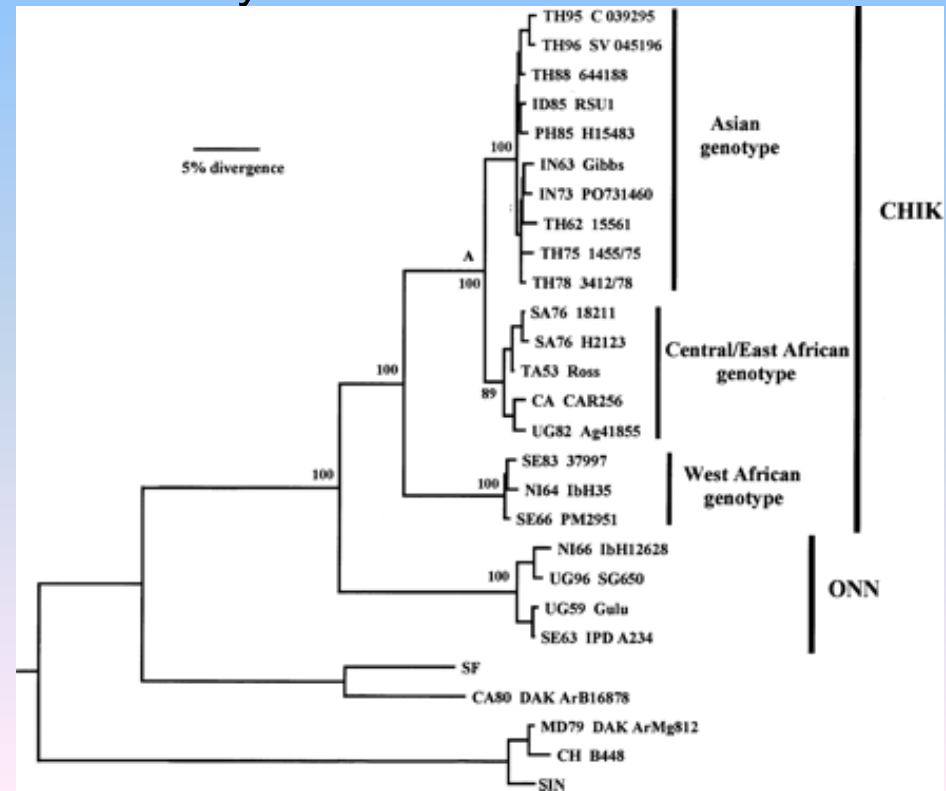 TH95 C 039295
TH96 SV 045196
TH88 644188
ID85 RSU1
PH85 H15483
IN63 Gibbs
IN73 PO731460
TH62 15561
TH75 1455/75
TH78 3412/78
Asian
genotype
CHIK
5% divergence
100
A
100
SA76 18211
SA76 H2123
TA53 Ross
CA CAR256
UG82 Ag41855
Central/East African
genotype
100
89
SE83 37997
NI64 IbH35
SE66 PM2951
West African
genotype
100
100
NI66 IbH12628
UG96 SG650
UG59 Gulu
SE63 IPD A234
100
ONN
SF
CA80 DAK ArB16878
MD79 DAK ArMg812
CH B448
SIN